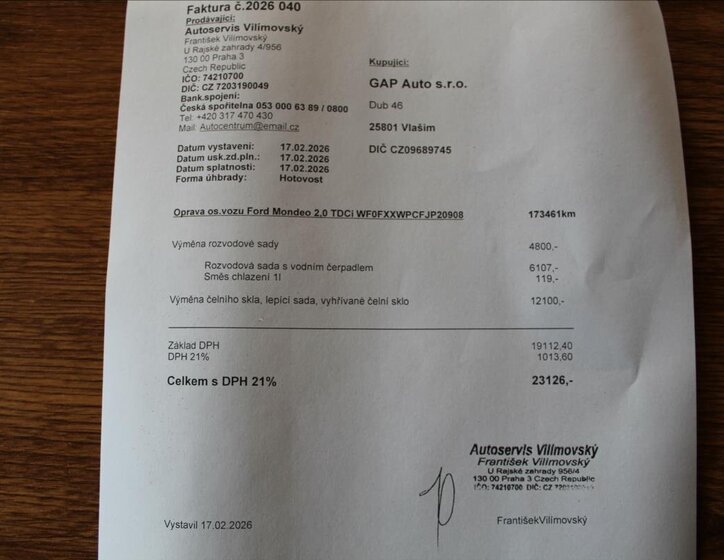 Faktura č.2026 040
Prodávající:
Autoservis Vilímovský
František Vilímovský
U Rajské zahrady 4/956
130 00 Praha 3
Czech Republic
IČO: 74210700
DIČ: CZ 7203190049
Bank.spojení:
Česká spořitelna 053 000 63 89 / 0800
Tel: +420 317 470 430
Mail: Autocentrum@email.cz
Kupující:
GAP Auto s.r.o.
Dub 46
25801 Vlašim
DIČ CZ09689745
Datum vystavení: 17.02.2026
Datum usk.zd.pln.: 17.02.2026
Datum splatnosti: 17.02.2026
Forma úhbrady: Hotovost
Oprava os.vozu Ford Mondeo 2,0 TDCi WF0FXXWPCFJP20908 173461km
Výměna rozvodové sady 4800,-
Rozvodová sada s vodním čerpadlem 6107,-
Směs chlazení 1l 119,-
Výměna čelního skla, lepící sada, vyhřívané čelní sklo 12100,-
Základ DPH 19112,40
DPH 21% 1013,60
Celkem s DPH 21% 23126,-
Autoservis Vilímovský
František Vilímovský
U Rajské zahrady 956/4
130 00 Praha 3 Czech Republic
IČO: 74210700 DIČ: CZ
Vystavil 17.02.2026
FrantišekVilímovský